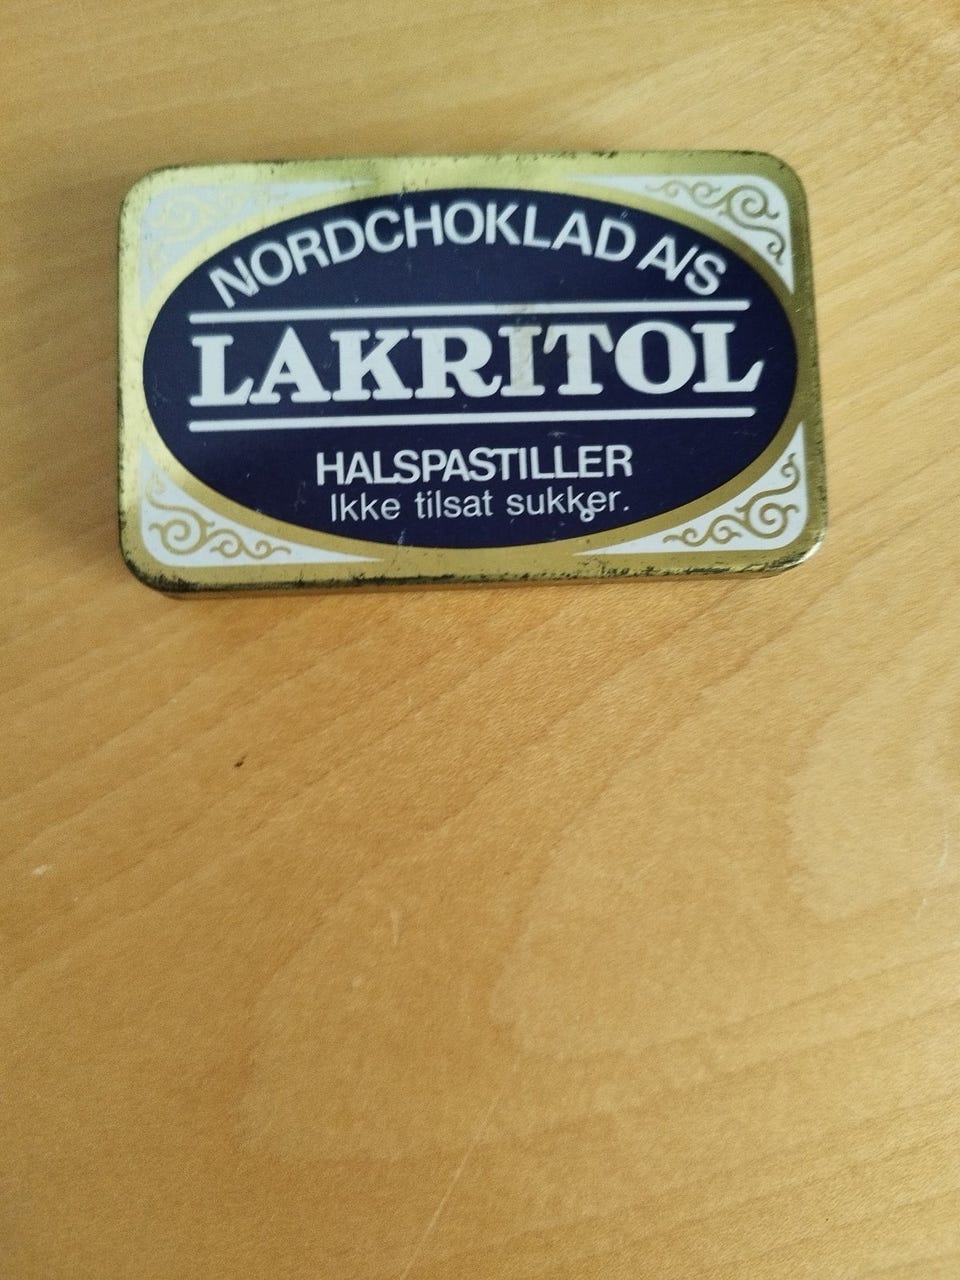 NORDCHOKLAD A/S
LAKRITOL
HALSPASTILLER
Ikke tilsat sukker.